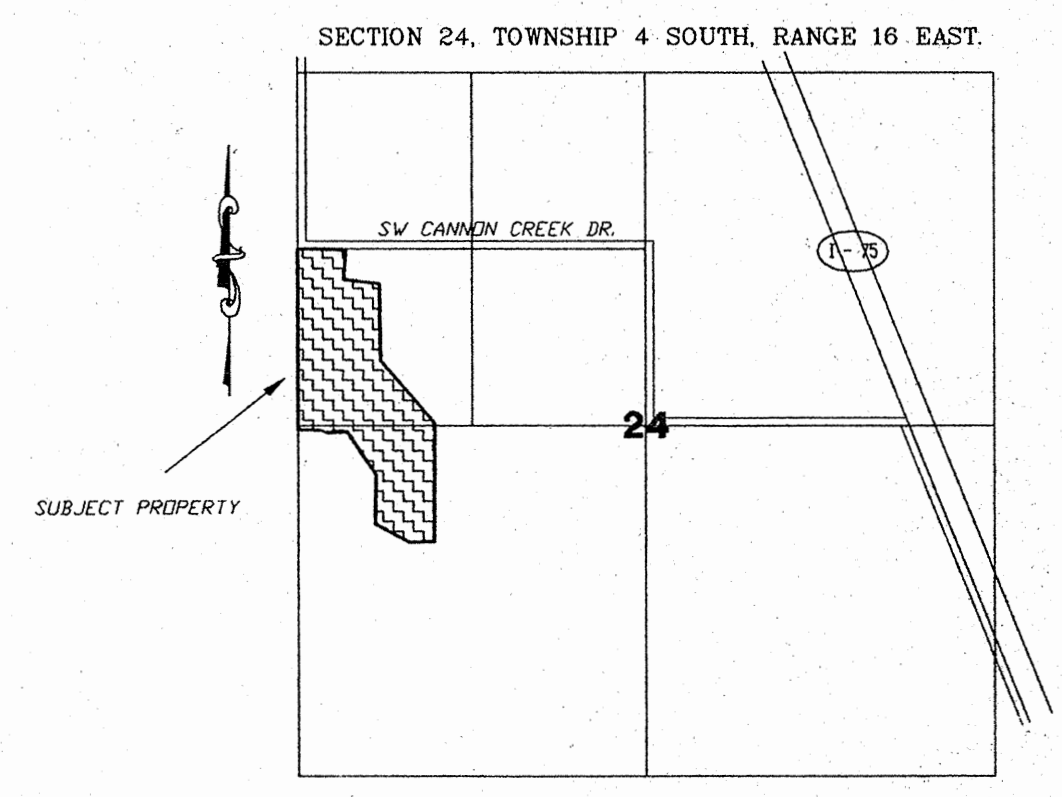 SECTION 24, TOWNSHIP 4 SOUTH, RANGE 16 EAST.
SW CANNON CREEK DR.
I-75
24
SUBJECT PROPERTY